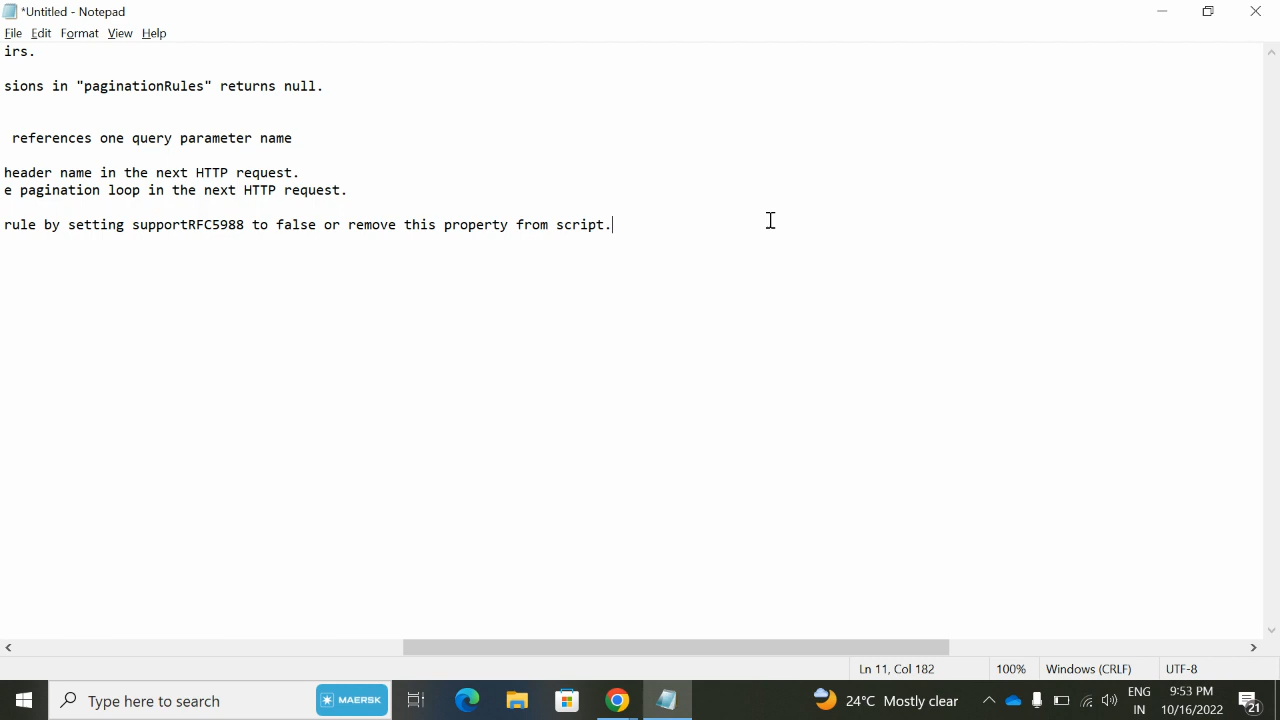 *Untitled - Notepad
File Edit Format View Help
irs.
sions in "paginationRules" returns null.
references one query parameter name
header name in the next HTTP request.
e pagination loop in the next HTTP request.
rule by setting supportRFC5988 to false or remove this property from script.
Ln 11, Col 182
100%
Windows (CRLF)
UTF-8
Type here to search
MAERSK
24°C Mostly clear
ENG
IN
9:53 PM
10/16/2022
21